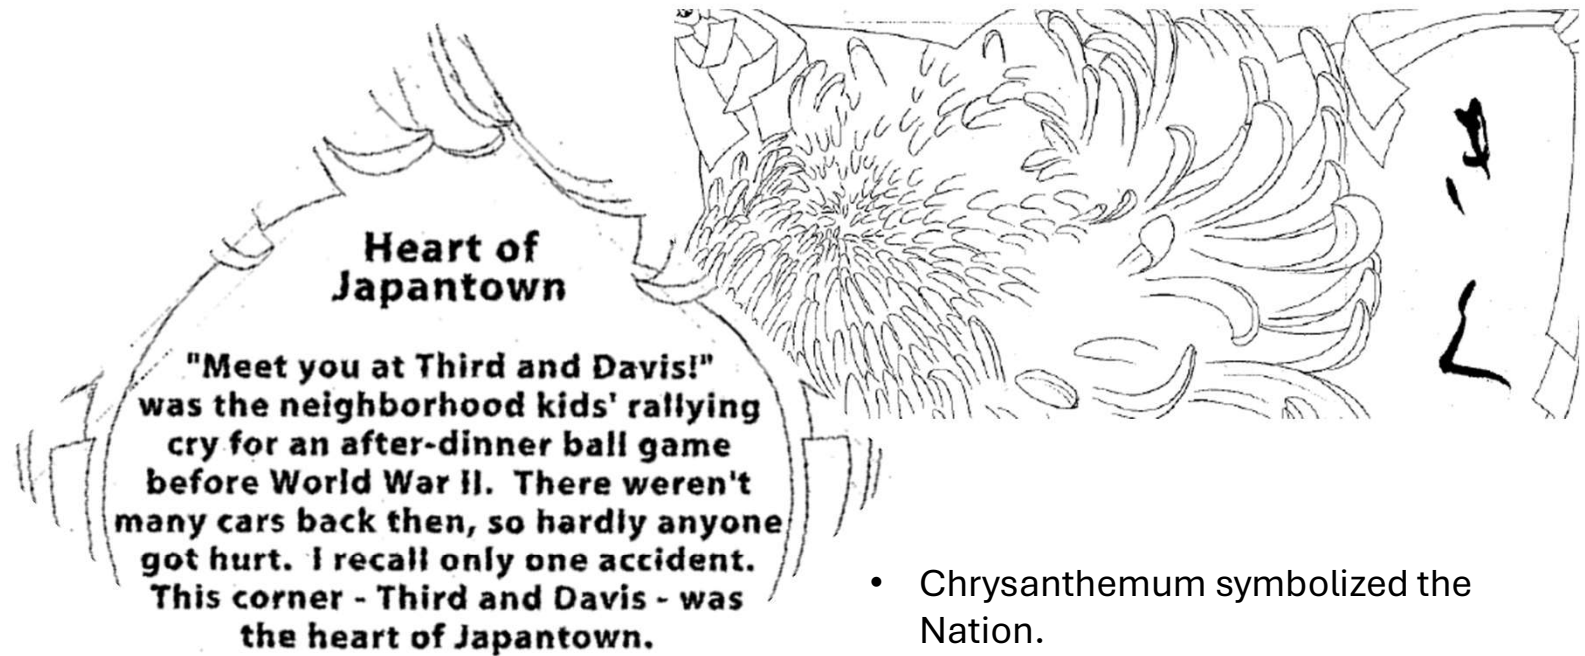 Heart of
Japantown
"Meet you at Third and Davis!"
was the neighborhood kids' rallying
cry for an after-dinner ball game
before World War II. There weren't
many cars back then, so hardly anyone
got hurt. I recall only one accident.
This corner - Third and Davis - was
the heart of Japantown.
• Chrysanthemum symbolized the
Nation.